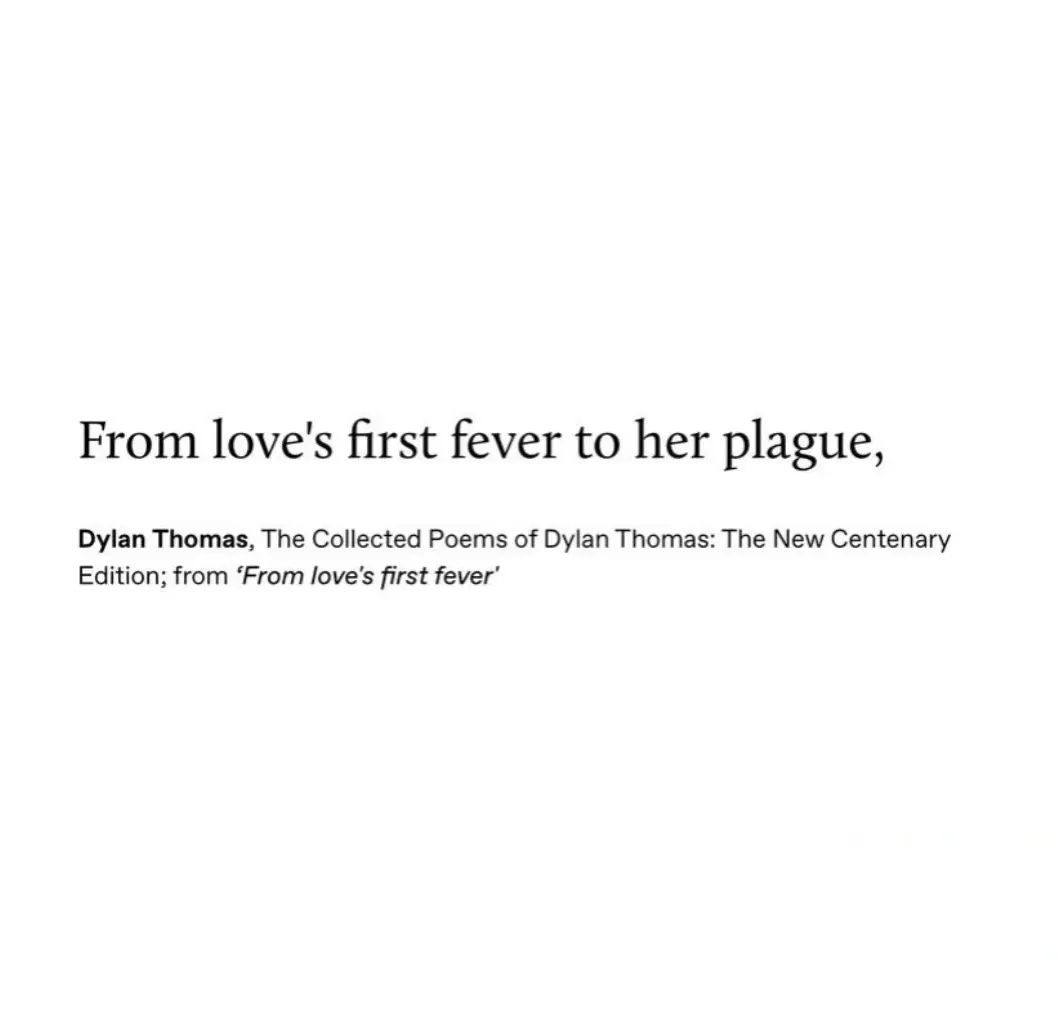 From love's first fever to her plague,
Dylan Thomas, The Collected Poems of Dylan Thomas: The New Centenary
Edition; from ‘From love's first fever’